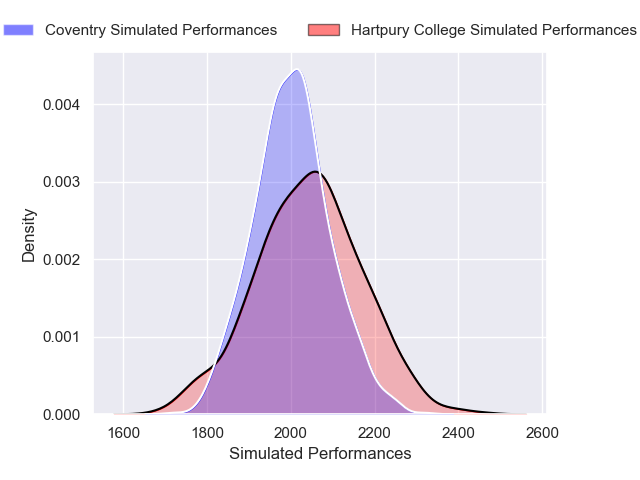 Coventry Simulated Performances
Hartpury College Simulated Performances
Density
0.004
0.003
0.002
0.001
0.000
1600 1800 2000 2200 2400 2600
Simulated Performances